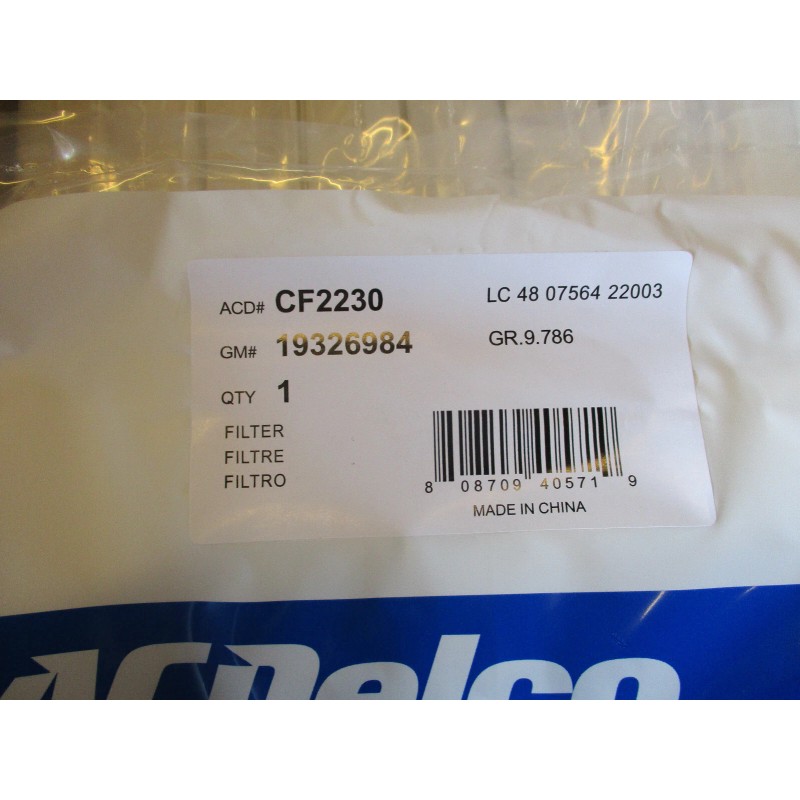 ACD# CF2230
LC 48 07564 22003
GM# 19326984
GR.9.786
QTY 1
FILTER
FILTRE
FILTRO
8 08709 40571 9
MADE IN CHINA
ACDelco